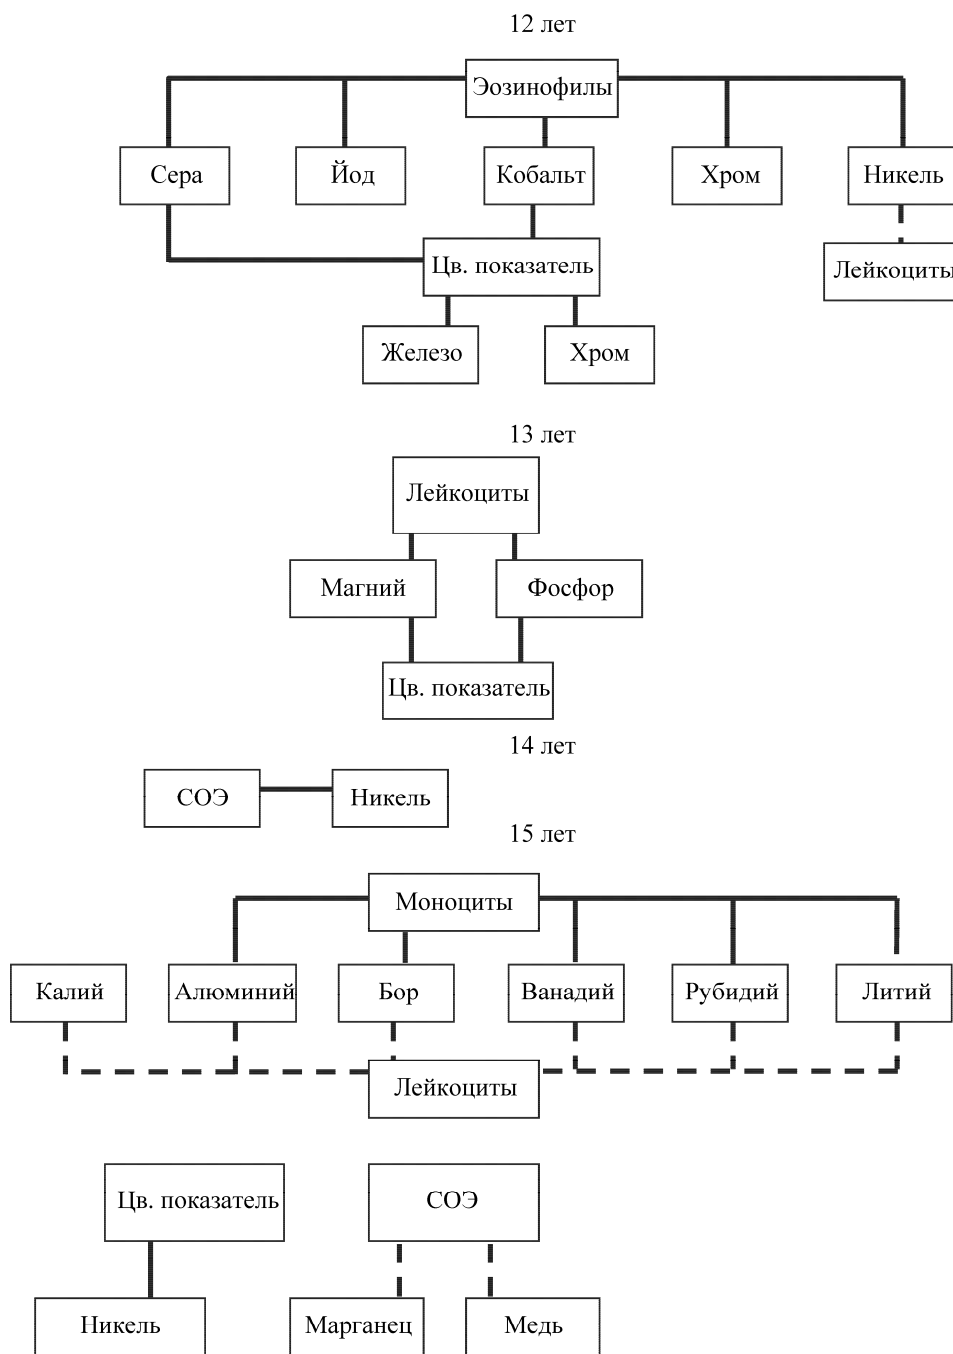 12 лет
Эозинофилы
Сера
Йод
Кобальт
Хром
Никель
Цв. показатель
Лейкоциты
Железо
Хром
13 лет
Лейкоциты
Магний
Фосфор
Цв. показатель
14 лет
СОЭ
Никель
15 лет
Моноциты
Калий
Алюминий
Бор
Ванадий
Рубидий
Литий
Лейкоциты
Цв. показатель
СОЭ
Никель
Марганец
Медь